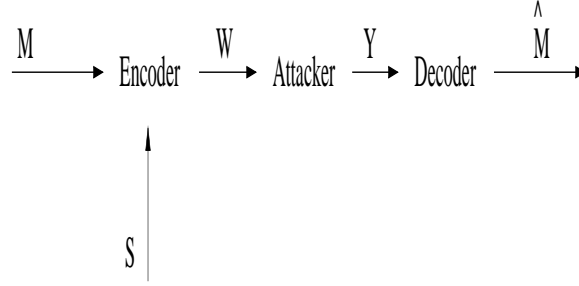 M W Y M̂
Encoder Attacker Decoder
S